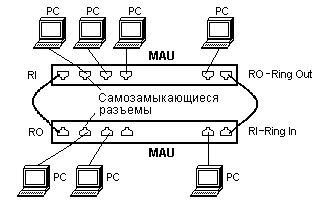 PC PC PC PC
MAU
RI RO-Ring Out
Самозамыкающиеся
разъемы
RO RI-Ring In
MAU
PC PC PC